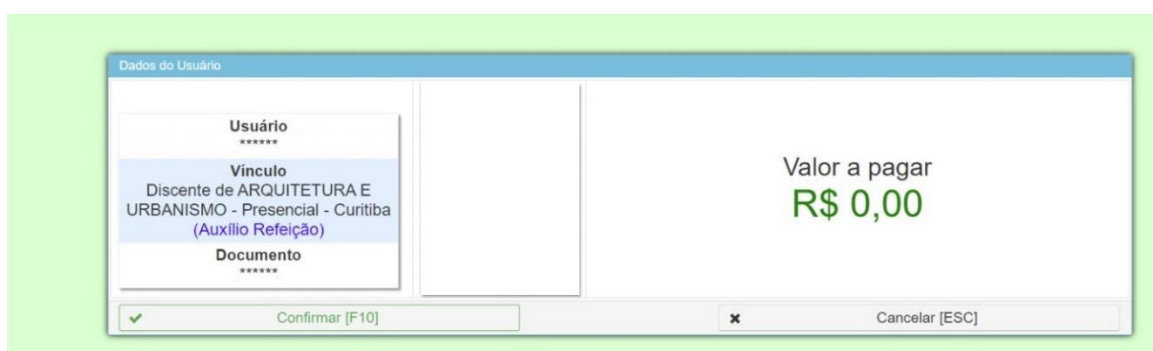 Dados do Usuário
Usuário
******
Vínculo
Discente de ARQUITETURA E
URBANISMO - Presencial - Curitiba
(Auxílio Refeição)
Documento
******
Valor a pagar
R$ 0,00
Confirmar [F10]
Cancelar [ESC]